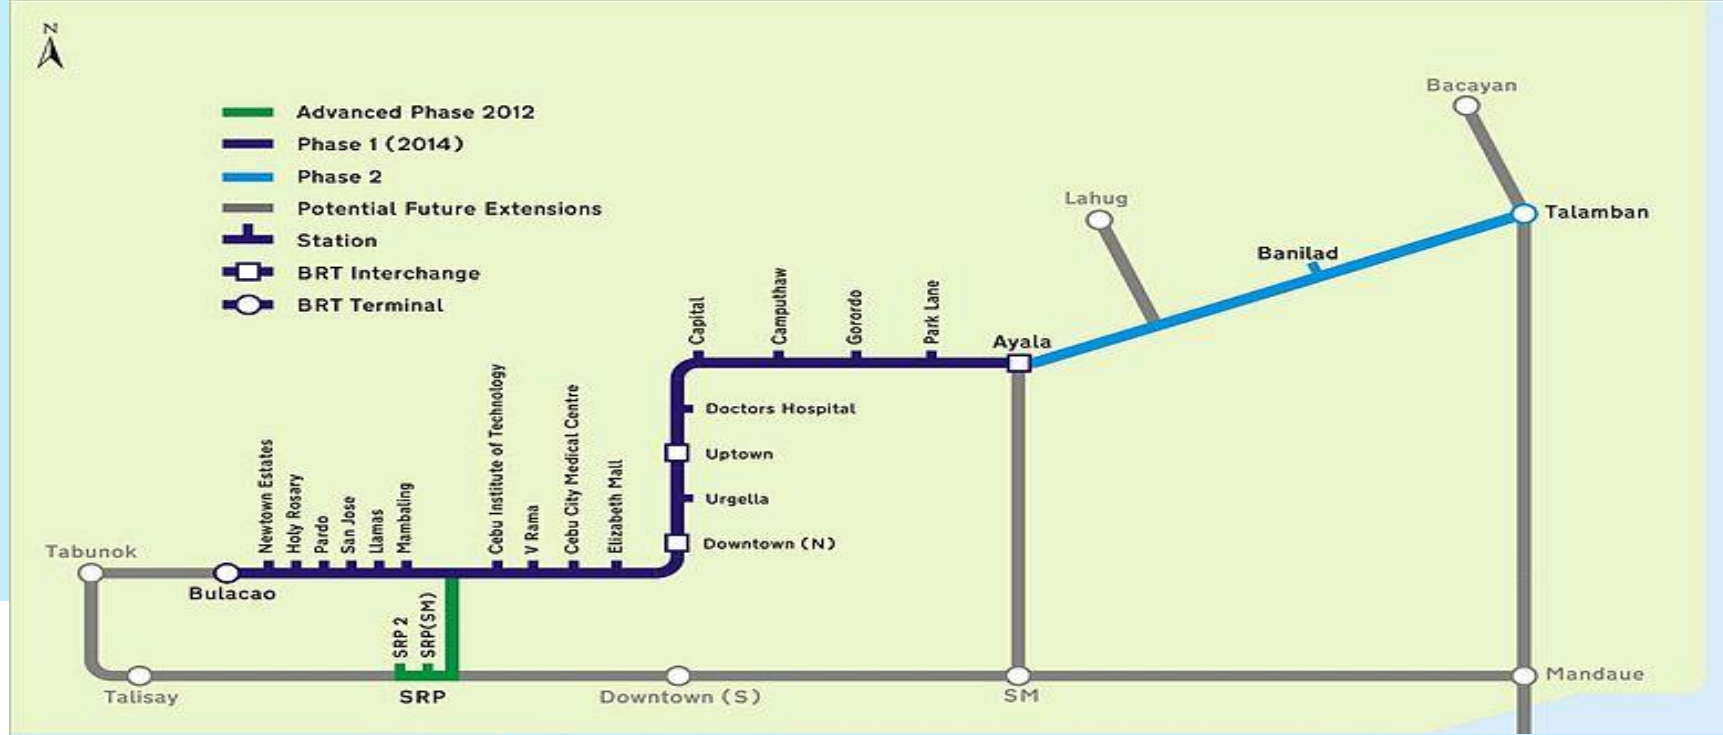 N
Advanced Phase 2012
Phase 1 (2014)
Phase 2
Potential Future Extensions
Station
BRT Interchange
BRT Terminal
Bacayan
Talamban
Lahug
Banilad
Ayala
Park Lane
Gorordo
Camputhaw
Capital
Doctors Hospital
Uptown
Urgella
Downtown (N)
Elizabeth Mall
Cebu City Medical Centre
V Rama
Cebu Institute of Technology
Mambaling
Llamas
San Jose
Pardo
Holy Rosary
Newtown Estates
Tabunok
Bulacao
SRP 2
SRP(SM)
Talisay
SRP
Downtown (S)
SM
Mandaue